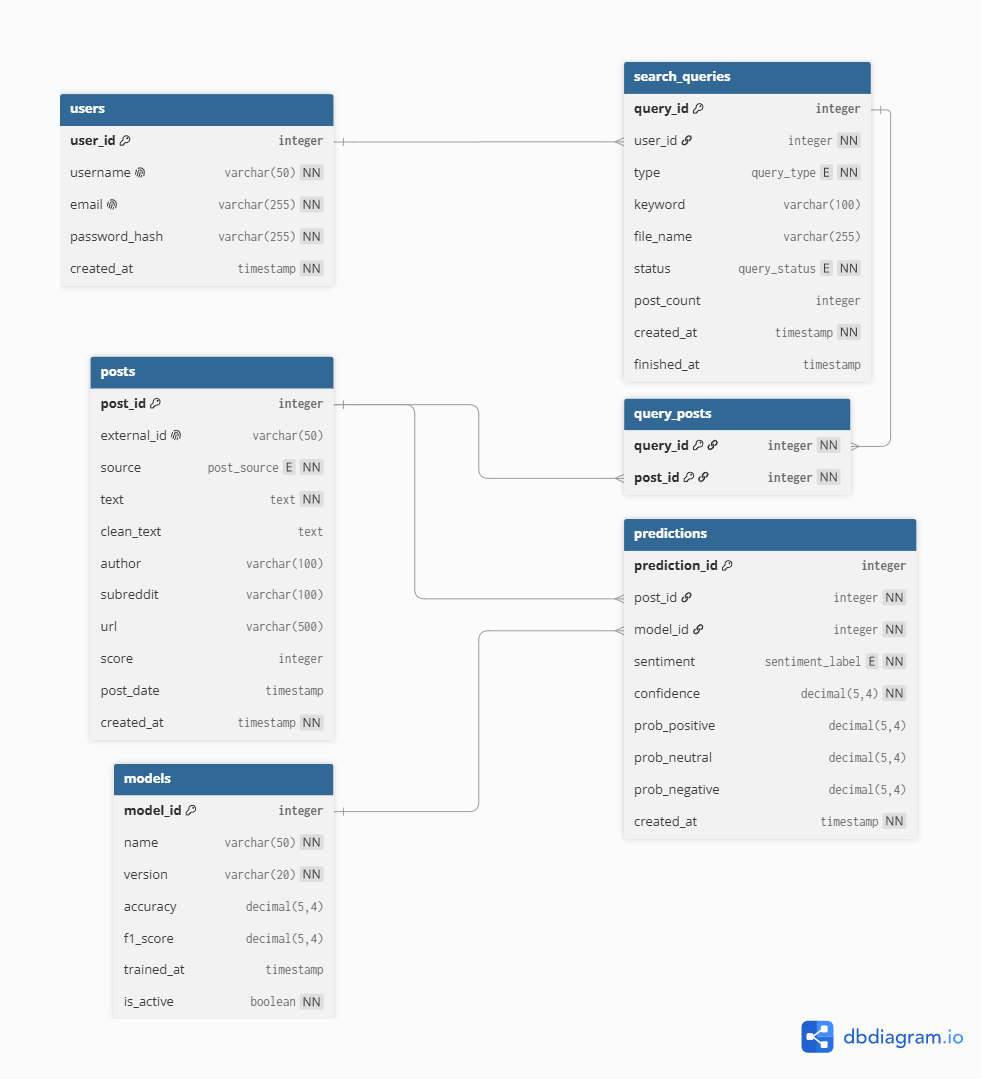 users
user_id integer
username varchar(50) NN
email varchar(255) NN
password_hash varchar(255) NN
created_at timestamp NN
search_queries
query_id integer
user_id integer NN
type query_type E NN
keyword varchar(100)
file_name varchar(255)
status query_status E NN
post_count integer
created_at timestamp NN
finished_at timestamp
posts
post_id integer
external_id varchar(50)
source post_source E NN
text text NN
clean_text text
author varchar(100)
subreddit varchar(100)
url varchar(500)
score integer
post_date timestamp
created_at timestamp NN
query_posts
query_id integer NN
post_id integer NN
predictions
prediction_id integer
post_id integer NN
model_id integer NN
sentiment sentiment_label E NN
confidence decimal(5,4) NN
prob_positive decimal(5,4)
prob_neutral decimal(5,4)
prob_negative decimal(5,4)
created_at timestamp NN
models
model_id integer
name varchar(50) NN
version varchar(20) NN
accuracy decimal(5,4)
f1_score decimal(5,4)
trained_at timestamp
is_active boolean NN
dbdiagram.io